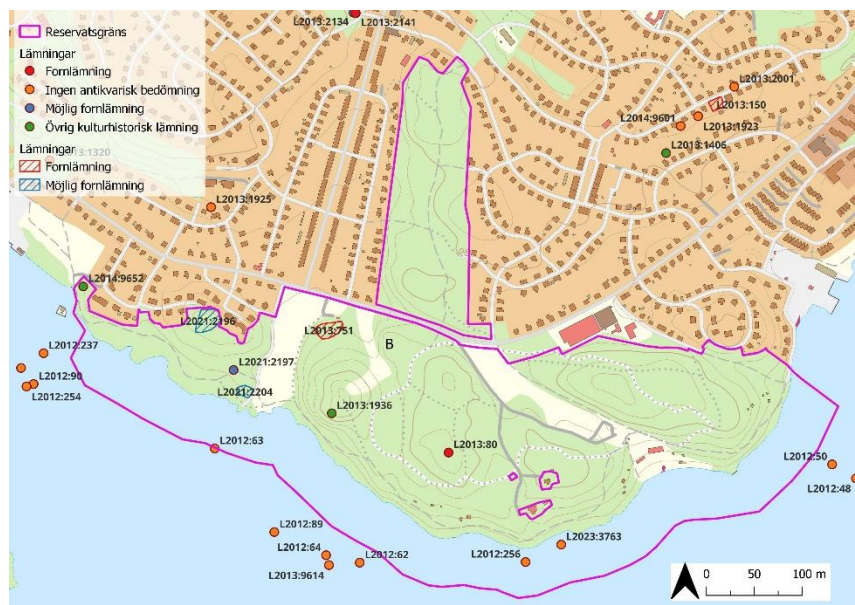 Reservatsgräns
Lämningar
Fornlämning
Ingen antikvarisk bedömning
Möjlig fornlämning
Övrig kulturhistorisk lämning
Lämningar
Fornlämning
Möjlig fornlämning
L2013:2134
L2013:2141
L2013:2001
L2013:150
L2014:9601
L2013:1923
L2013:1406
L2013:1320
L2013:1925
L2014:9652
L2021:2196
L2013:751
B
L2012:237
L2021:2197
L2012:90
L2012:254
L2021:2204
L2013:1936
L2012:63
L2013:80
L2012:50
L2012:48
L2012:89
L2023:3763
L2012:64
L2012:62
L2012:256
L2013:9614
0 50 100 m